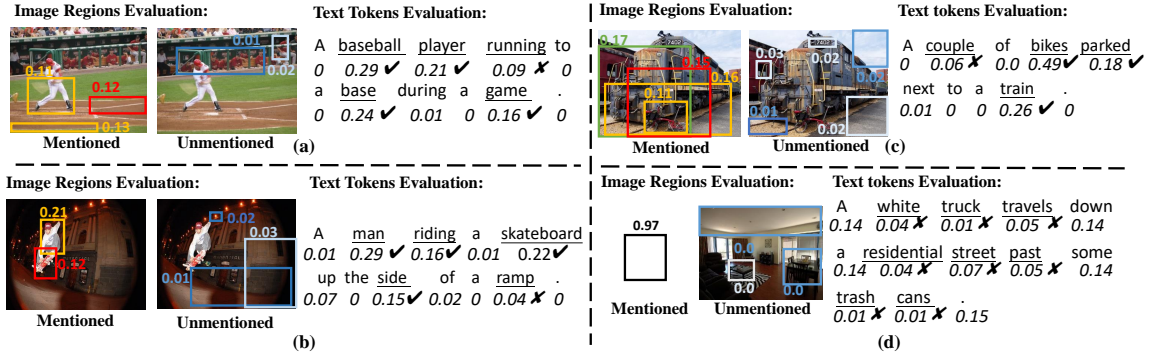 Image Regions Evaluation:
Text Tokens Evaluation:
0.10
0.12
0.13
0.01
0.02
Mentioned
Unmentioned
A baseball player running to
0 0.29 ✔ 0.21 ✔ 0.09 ✘ 0
a base during a game .
0 0.24 ✔ 0.01 0 0.16 ✔ 0
(a)
Image Regions Evaluation:
Text Tokens Evaluation:
0.21
0.12
0.02
0.03
0.01
Mentioned
Unmentioned
A man riding a skateboard
0.01 0.29 ✔ 0.16 ✔ 0.01 0.22 ✔
up the side of a ramp .
0.07 0 0.15 ✔ 0.02 0 0.04 ✘ 0
(b)
Image Regions Evaluation:
Text tokens Evaluation:
0.17
0.15
0.16
0.11
0.03
0.02
0.01
0.02
Mentioned
Unmentioned
A couple of bikes parked
0 0.06 ✘ 0.0 0.49 ✔ 0.18 ✔
next to a train .
0.01 0 0 0.26 ✔ 0
(c)
Image Regions Evaluation:
Text tokens Evaluation:
0.97
0.0
0.0
0.0
Mentioned
Unmentioned
A white truck travels down
0.14 0.04 ✘ 0.01 ✘ 0.05 ✘ 0.14
a residential street past some
0.14 0.04 ✘ 0.07 ✘ 0.05 ✘ 0.14
trash cans .
0.01 ✘ 0.01 ✘ 0.15
(d)